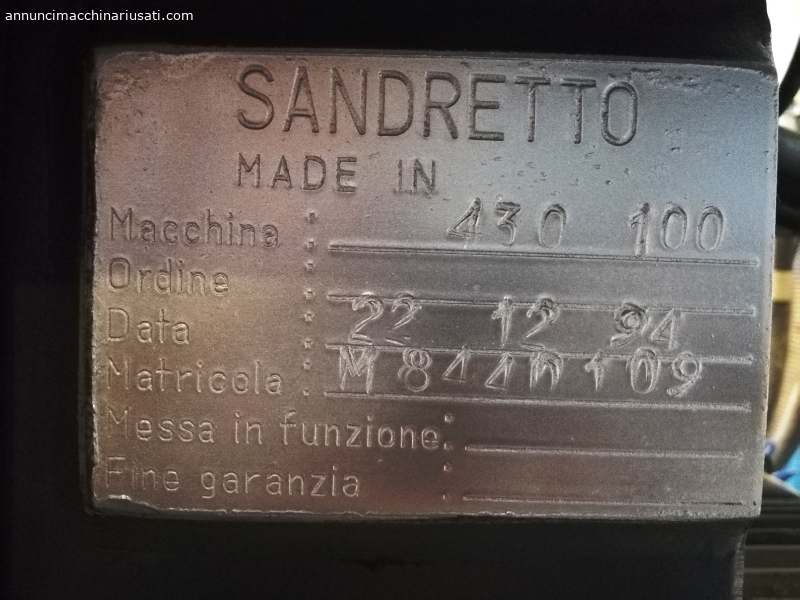 annuncimacchinariusati.com
SANDRETTO
MADE IN
Macchina : 430 100
Ordine :
Data : 22 12 94
Matricola :
Messa in funzione :
Fine garanzia :